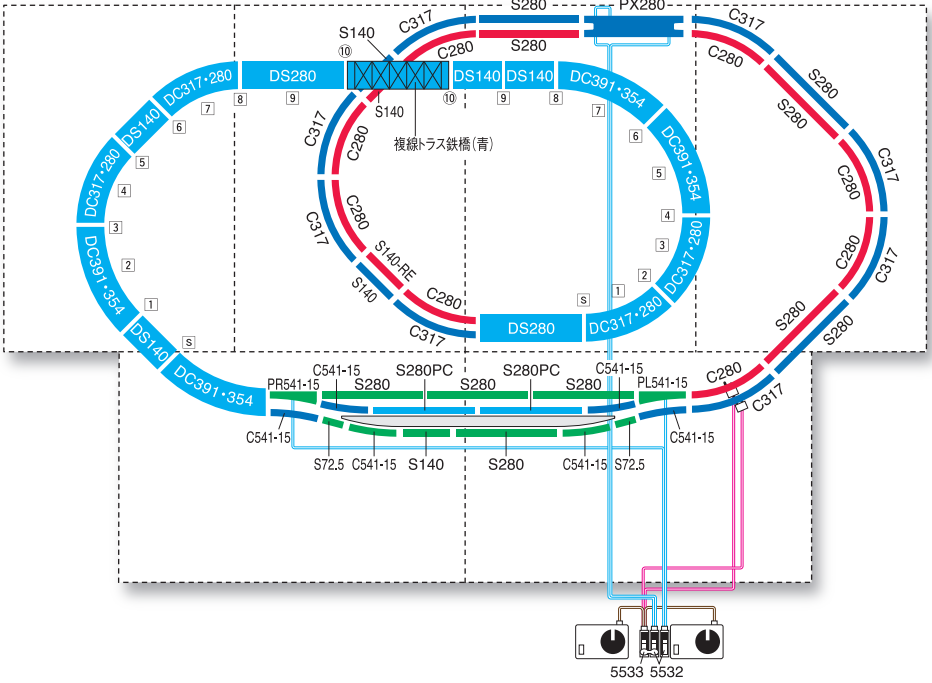 S280
PX280
C317
C317
S140
C280
S280
C280
⑩
DC317・280
DS280
DS140
DS140
DC391・354
S280
S280
7
8
9
S140
⑩
9
8
7
DS140
6
C317
C280
複線トラス鉄橋(青)
6
DC391・354
C317
C280
DC317・280
5
4
5
3
C317
C280
4
C280
C317
2
S140-RE
3
DC317・280
DC391・354
1
S140
C280
2
1
S
S280
S280
DS140
S
C317
DS280
DC317・280
DC391・354
PR541-15
C541-15
S280
S280PC
S280
S280PC
S280
C541-15
PL541-15
C280
C317
C541-15
S72.5
C541-15
S140
S280
C541-15
S72.5
C541-15
5533
5532